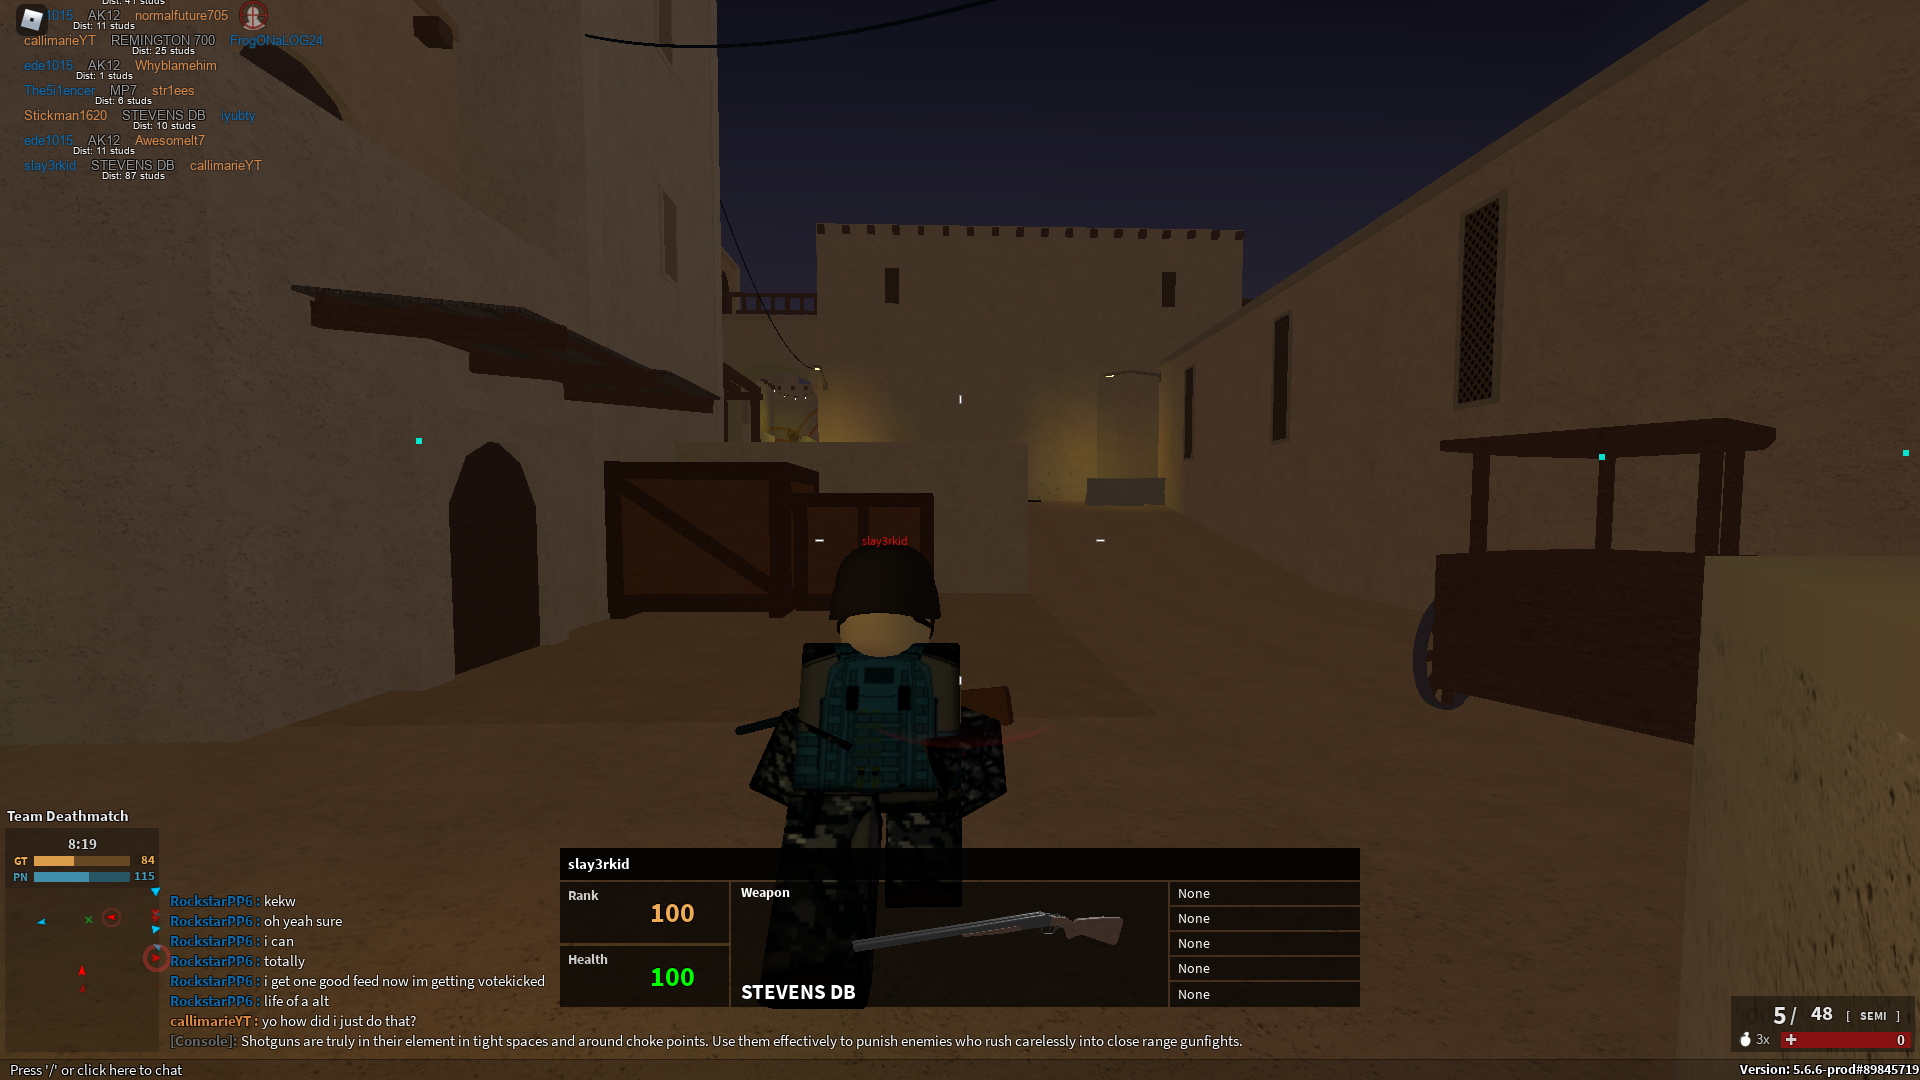 Dist: 41 studs
1015 AK12 normalfuture705
Dist: 11 studs
callimarieYT REMINGTON 700 FrogONaLOG24
Dist: 25 studs
ede1015 AK12 Whyblamehim
Dist: 1 studs
The5i1encer MP7 str1ees
Dist: 6 studs
Stickman1620 STEVENS DB iyubty
Dist: 10 studs
ede1015 AK12 Awesomelt7
Dist: 11 studs
slay3rkid STEVENS DB callimarieYT
Dist: 87 studs
slay3rkid
Team Deathmatch
8:19
GT 84
PN 115
RockstarPP6 : kekw
RockstarPP6 : oh yeah sure
RockstarPP6 : i can
RockstarPP6 : totally
RockstarPP6 : i get one good feed now im getting votekicked
RockstarPP6 : life of a alt
callimarieYT : yo how did i just do that?
[Console]: Shotguns are truly in their element in tight spaces and around choke points. Use them effectively to punish enemies who rush carelessly into close range gunfights.
Press '/' or click here to chat
slay3rkid
Rank
100
Health
100
Weapon
STEVENS DB
None
None
None
None
None
5 / 48 [ SEMI ]
3x 0
Version: 5.6.6-prod#89845719